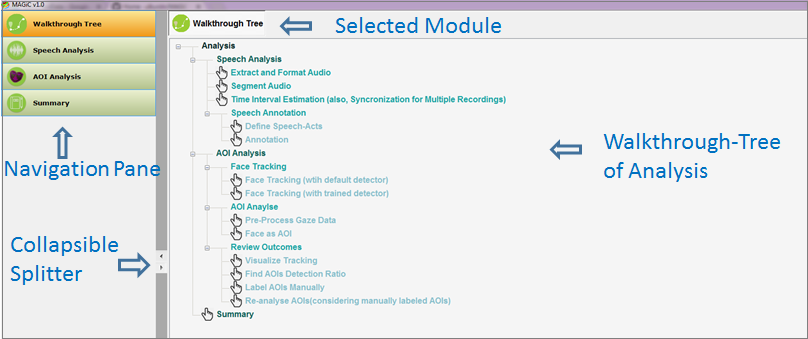 MAGiC v1.0
Walkthrough Tree
Speech Analysis
AOI Analysis
Summary
Navigation Pane
Collapsible
Splitter
Walkthrough Tree
Selected Module
Analysis
Speech Analysis
Extract and Format Audio
Segment Audio
Time Interval Estimation (also, Syncronization for Multiple Recordings)
Speech Annotation
Define Speech-Acts
Annotation
AOI Analysis
Face Tracking
Face Tracking (wtih default detector)
Face Tracking (with trained detector)
AOI Anaylse
Pre-Process Gaze Data
Face as AOI
Review Outcomes
Visualize Tracking
Find AOIs Detection Ratio
Label AOIs Manually
Re-analyse AOIs(considering manually labeled AOIs)
Summary
Walkthrough-Tree
of Analysis